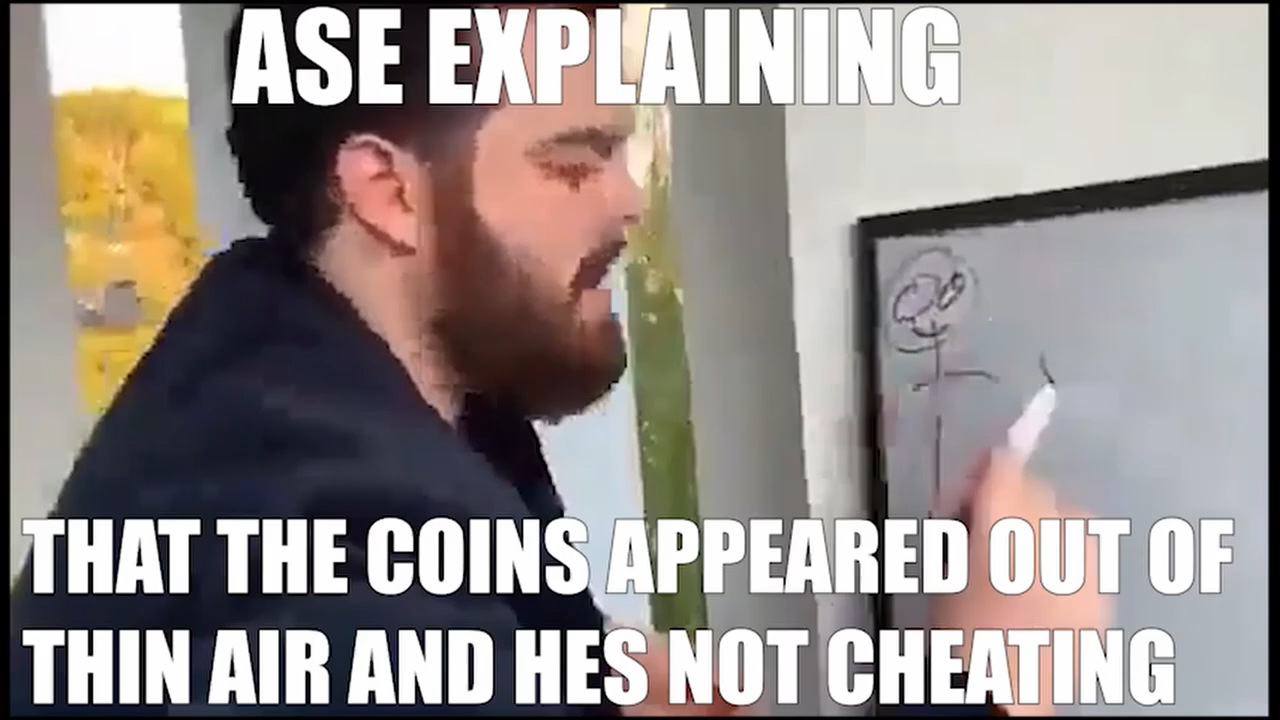 ASE EXPLAINING
THAT THE COINS APPEARED OUT OF
THIN AIR AND HES NOT CHEATING